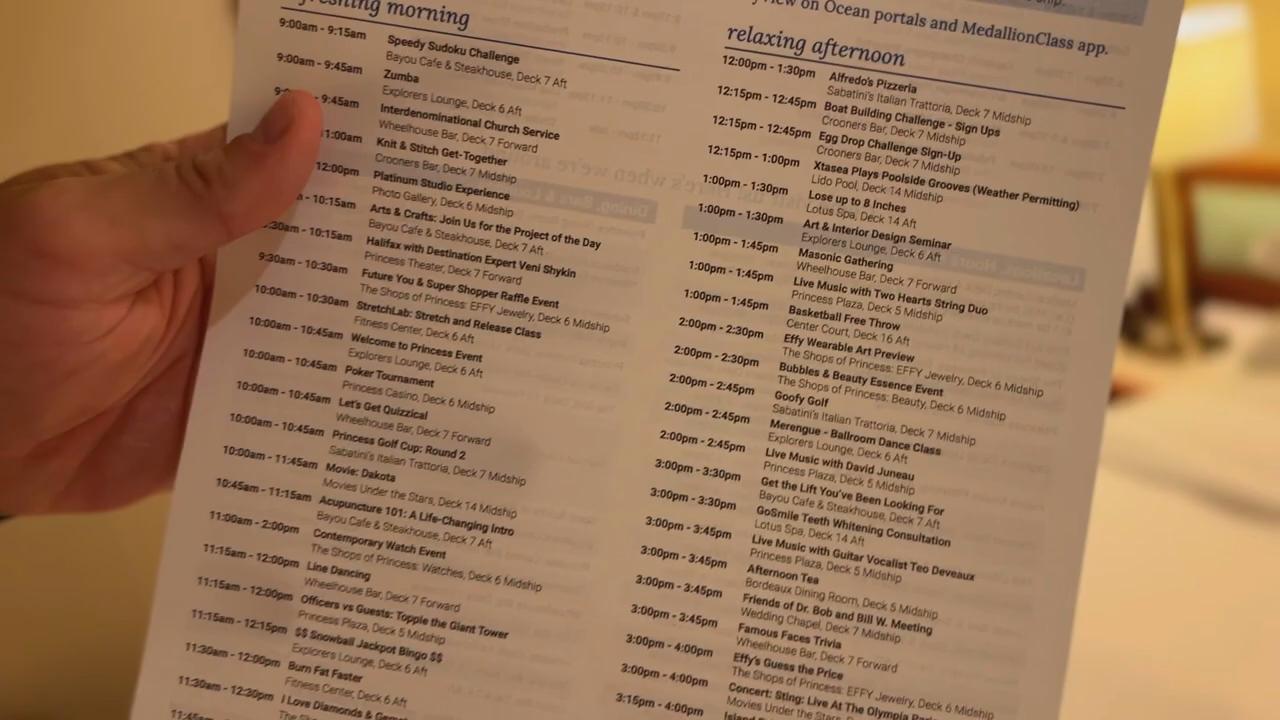 freshing morning
9:00am - 9:15am Speedy Sudoku Challenge
Bayou Cafe & Steakhouse, Deck 7 Aft
9:00am - 9:45am Zumba
Explorers Lounge, Deck 6 Aft
9:45am Interdenominational Church Service
Wheelhouse Bar, Deck 7 Forward
11:00am Knit & Stitch Get-Together
Crooners Bar, Deck 7 Midship
12:00pm Platinum Studio Experience
Photo Gallery, Deck 6 Midship
- 10:15am Arts & Crafts: Join Us for the Project of the Day
Bayou Cafe & Steakhouse, Deck 7 Aft
:30am - 10:15am Halifax with Destination Expert Veni Shykin
Princess Theater, Deck 7 Forward
9:30am - 10:30am Future You & Super Shopper Raffle Event
The Shops of Princess: EFFY Jewelry, Deck 6 Midship
10:00am - 10:30am StretchLab: Stretch and Release Class
Fitness Center, Deck 6 Aft
10:00am - 10:45am Welcome to Princess Event
Explorers Lounge, Deck 6 Aft
10:00am - 10:45am Poker Tournament
Princess Casino, Deck 6 Midship
10:00am - 10:45am Let's Get Quizzical
Wheelhouse Bar, Deck 7 Forward
10:00am - 10:45am Princess Golf Cup: Round 2
Sabatini's Italian Trattoria, Deck 7 Midship
10:00am - 11:45am Movie: Dakota
Movies Under the Stars, Deck 14 Midship
10:45am - 11:15am Acupuncture 101: A Life-Changing Intro
Bayou Cafe & Steakhouse, Deck 7 Aft
11:00am - 2:00pm Contemporary Watch Event
The Shops of Princess: Watches, Deck 6 Midship
11:15am - 12:00pm Line Dancing
Wheelhouse Bar, Deck 7 Forward
11:15am - 12:00pm Officers vs Guests: Topple the Giant Tower
Princess Plaza, Deck 5 Midship
11:15am - 12:15pm $$ Snowball Jackpot Bingo $$
Explorers Lounge, Deck 6 Aft
11:30am - 12:00pm Burn Fat Faster
Fitness Center, Deck 6 Aft
11:30am - 12:30pm I Love Diamonds &
The
11:45am
view on Ocean portals and MedallionClass app.
relaxing afternoon
12:00pm - 1:30pm Alfredo's Pizzeria
Sabatini's Italian Trattoria, Deck 7 Midship
12:15pm - 12:45pm Boat Building Challenge - Sign Ups
Crooners Bar, Deck 7 Midship
12:15pm - 12:45pm Egg Drop Challenge Sign-Up
Crooners Bar, Deck 7 Midship
12:15pm - 1:00pm Xtasea Plays Poolside Grooves (Weather Permitting)
Lido Pool, Deck 14 Midship
1:00pm - 1:30pm Lose up to 8 Inches
Lotus Spa, Deck 14 Aft
1:00pm - 1:30pm Art & Interior Design Seminar
Explorers Lounge, Deck 6 Aft
1:00pm - 1:45pm Masonic Gathering
Wheelhouse Bar, Deck 7 Forward
1:00pm - 1:45pm Live Music with Two Hearts String Duo
Princess Plaza, Deck 5 Midship
1:00pm - 1:45pm Basketball Free Throw
Center Court, Deck 16 Aft
2:00pm - 2:30pm Effy Wearable Art Preview
The Shops of Princess: EFFY Jewelry, Deck 6 Midship
2:00pm - 2:30pm Bubbles & Beauty Essence Event
The Shops of Princess: Beauty, Deck 6 Midship
2:00pm - 2:45pm Goofy Golf
Sabatini's Italian Trattoria, Deck 7 Midship
2:00pm - 2:45pm Merengue - Ballroom Dance Class
Explorers Lounge, Deck 6 Aft
2:00pm - 2:45pm Live Music with David Juneau
Princess Plaza, Deck 5 Midship
3:00pm - 3:30pm Get the Lift You've Been Looking For
Bayou Cafe & Steakhouse, Deck 7 Aft
3:00pm - 3:30pm GoSmile Teeth Whitening Consultation
Lotus Spa, Deck 14 Aft
3:00pm - 3:45pm Live Music with Guitar Vocalist Teo Deveaux
Princess Plaza, Deck 5 Midship
3:00pm - 3:45pm Afternoon Tea
Bordeaux Dining Room, Deck 5 Midship
3:00pm - 3:45pm Friends of Dr. Bob and Bill W. Meeting
Wedding Chapel, Deck 7 Midship
3:00pm - 3:45pm Famous Faces Trivia
Wheelhouse Bar, Deck 7 Forward
3:00pm - 4:00pm Effy's Guess the Price
The Shops of Princess: EFFY Jewelry, Deck 6 Midship
3:00pm - 4:00pm Concert: Sting: Live At The Olympia
Movies Under the Stars,
3:15pm - 4:00pm Island